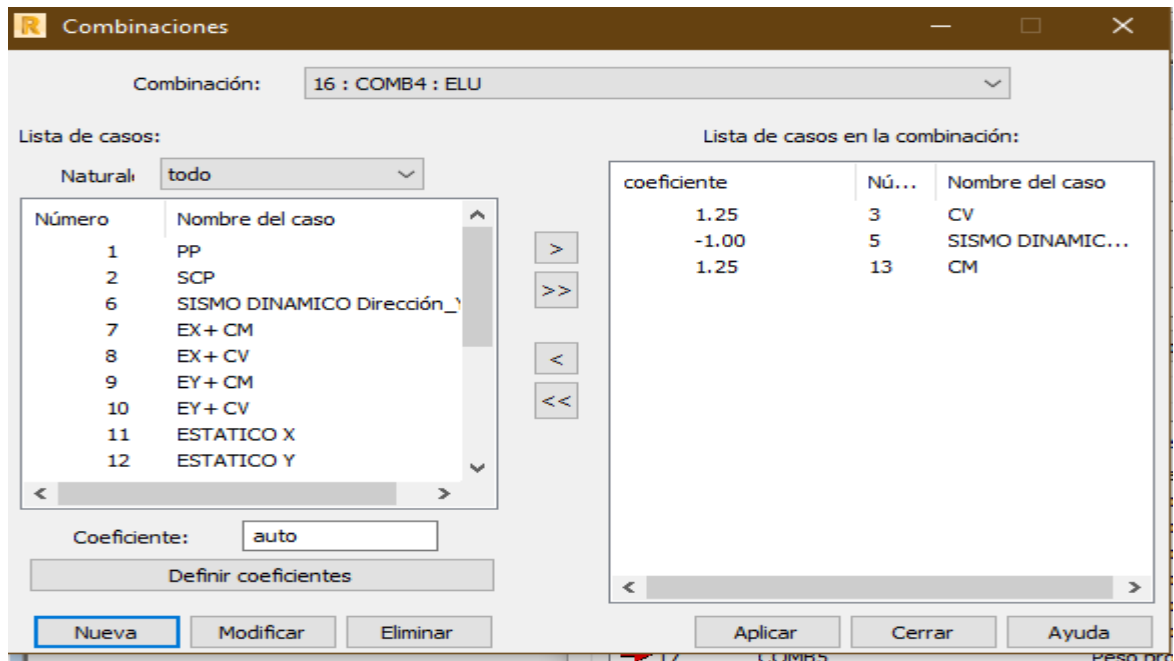 R Combinaciones
Combinación: 16 : COMB4 : ELU
Lista de casos:
Naturale todo
Número Nombre del caso
1 PP
2 SCP
6 SISMO DINAMICO Dirección_Y
7 EX+CM
8 EX+CV
9 EY+CM
10 EY+CV
11 ESTATICO X
12 ESTATICO Y
Coeficiente: auto
Definir coeficientes
Nueva Modificar Eliminar
> 
>>
<
<<
Lista de casos en la combinación:
coeficiente Nú... Nombre del caso
1.25 3 CV
-1.00 5 SISMO DINAMIC...
1.25 13 CM
Aplicar Cerrar Ayuda
17 COMB5 Peso pro